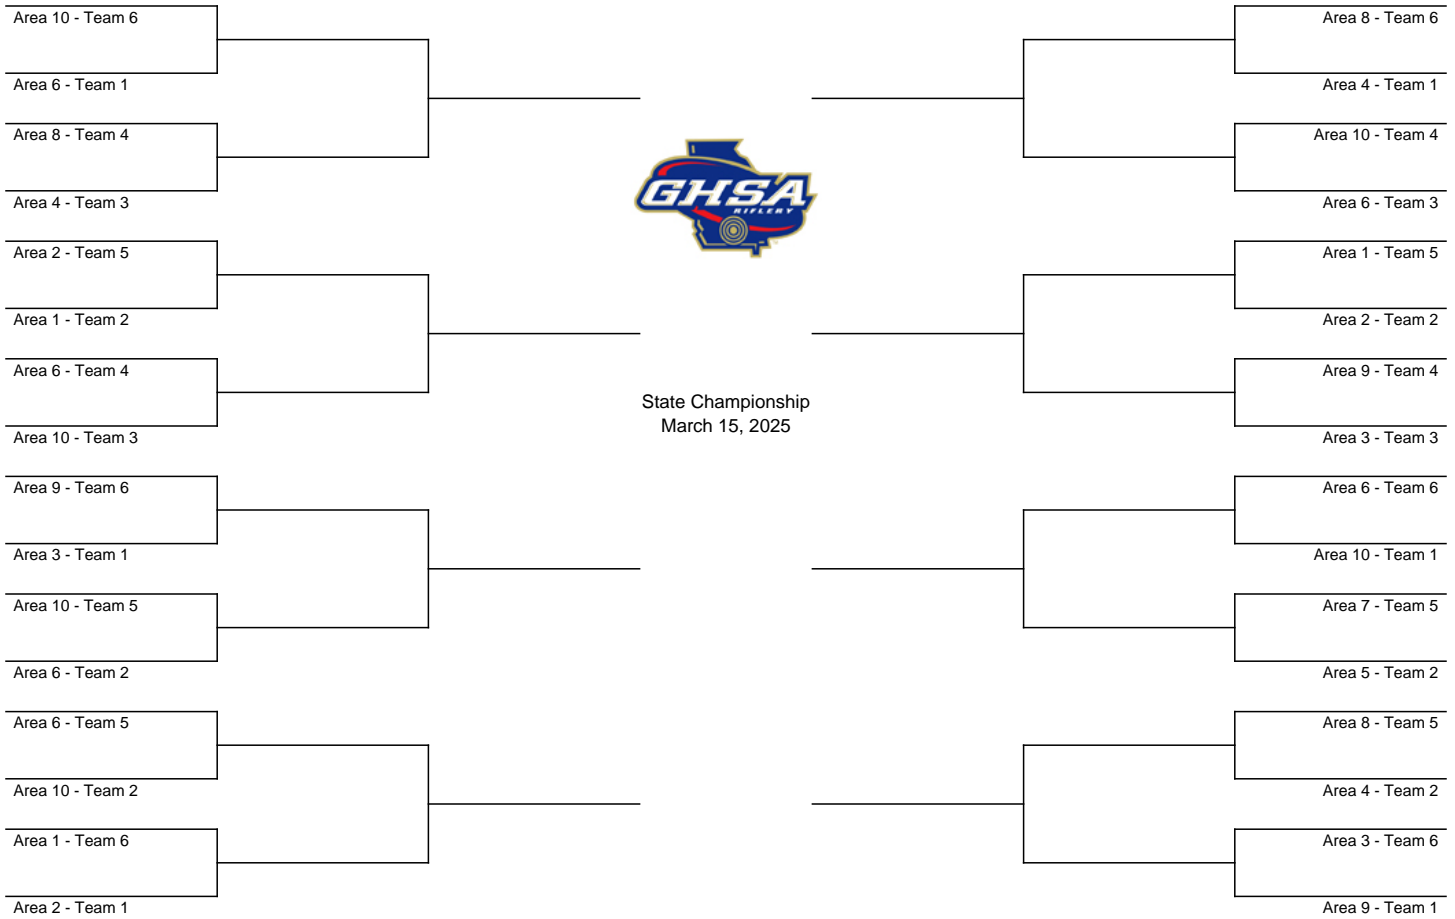 Area 10 - Team 6
Area 6 - Team 1
Area 8 - Team 4
Area 4 - Team 3
Area 2 - Team 5
Area 1 - Team 2
Area 6 - Team 4
Area 10 - Team 3
Area 9 - Team 6
Area 3 - Team 1
Area 10 - Team 5
Area 6 - Team 2
Area 6 - Team 5
Area 10 - Team 2
Area 1 - Team 6
Area 2 - Team 1
GHSA
RIFLERY
State Championship
March 15, 2025
Area 8 - Team 6
Area 4 - Team 1
Area 10 - Team 4
Area 6 - Team 3
Area 1 - Team 5
Area 2 - Team 2
Area 9 - Team 4
Area 3 - Team 3
Area 6 - Team 6
Area 10 - Team 1
Area 7 - Team 5
Area 5 - Team 2
Area 8 - Team 5
Area 4 - Team 2
Area 3 - Team 6
Area 9 - Team 1